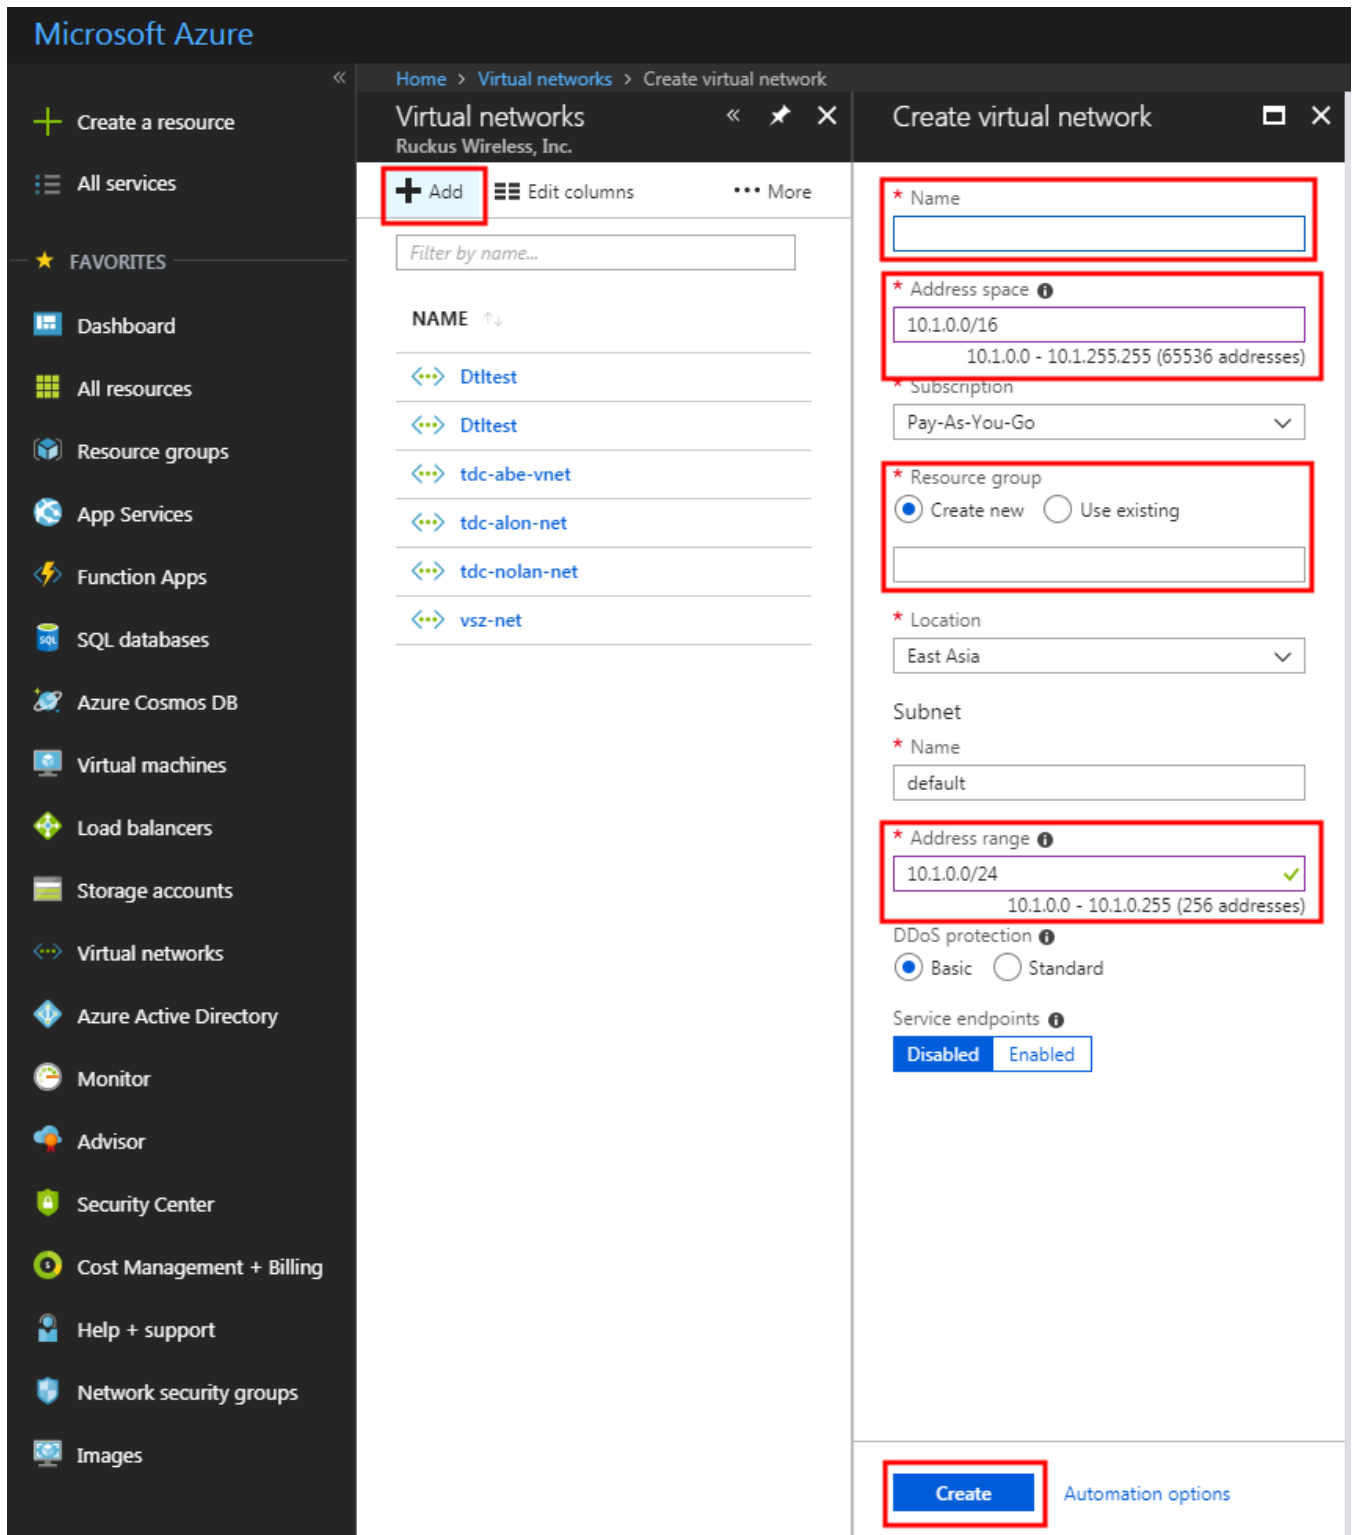 Microsoft Azure
Home > Virtual networks > Create virtual network
Create a resource
All services
FAVORITES
Dashboard
All resources
Resource groups
App Services
Function Apps
SQL
SQL databases
Azure Cosmos DB
Virtual machines
Load balancers
Storage accounts
Virtual networks
Azure Active Directory
Monitor
Advisor
Security Center
Cost Management + Billing
Help + support
Network security groups
Images
Virtual networks
Ruckus Wireless, Inc.
Add
Edit columns
More
Filter by name...
NAME
Dtltest
Dtltest
tdc-abe-vnet
tdc-alon-net
tdc-nolan-net
vsz-net
Create virtual network
* Name
* Address space
10.1.0.0/16
10.1.0.0 - 10.1.255.255 (65536 addresses)
* Subscription
Pay-As-You-Go
* Resource group
Create new
Use existing
* Location
East Asia
Subnet
* Name
default
* Address range
10.1.0.0/24
10.1.0.0 - 10.1.0.255 (256 addresses)
DDoS protection
Basic
Standard
Service endpoints
Disabled
Enabled
Create
Automation options